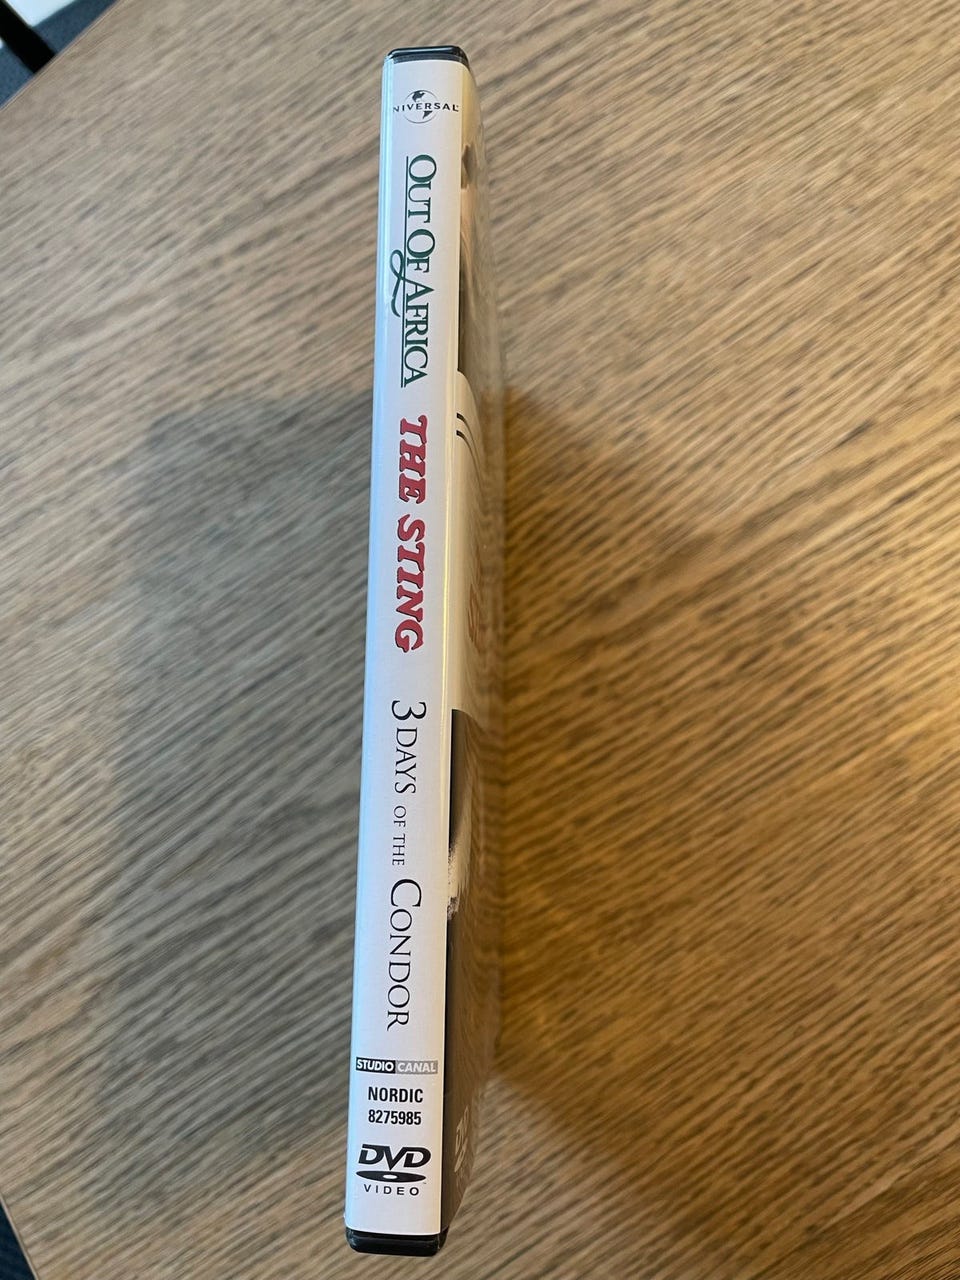 UNIVERSAL
OUT OF AFRICA
THE STING
3 DAYS OF THE CONDOR
STUDIO CANAL
NORDIC
8275985
DVD
VIDEO